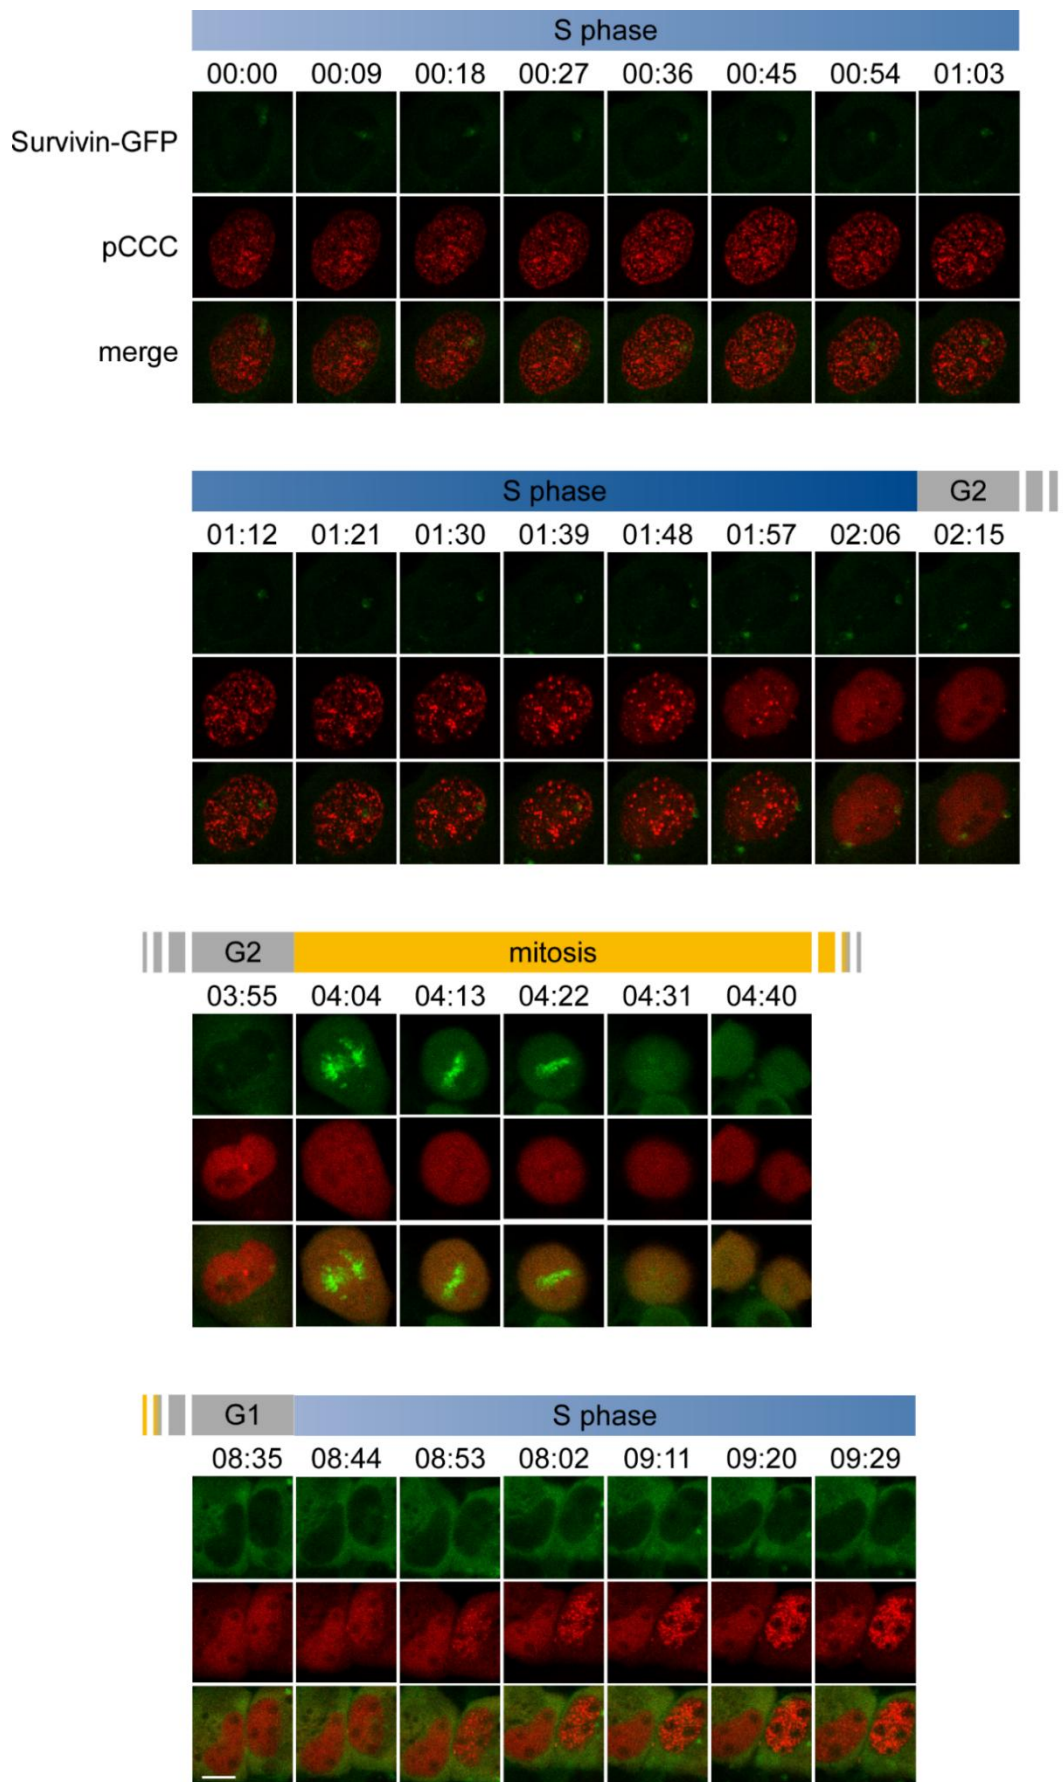 S phase
00:00 00:09 00:18 00:27 00:36 00:45 00:54 01:03
Survivin-GFP
pCCC
merge
S phase G2
01:12 01:21 01:30 01:39 01:48 01:57 02:06 02:15
G2 mitosis
03:55 04:04 04:13 04:22 04:31 04:40
G1 S phase
08:35 08:44 08:53 08:02 09:11 09:20 09:29